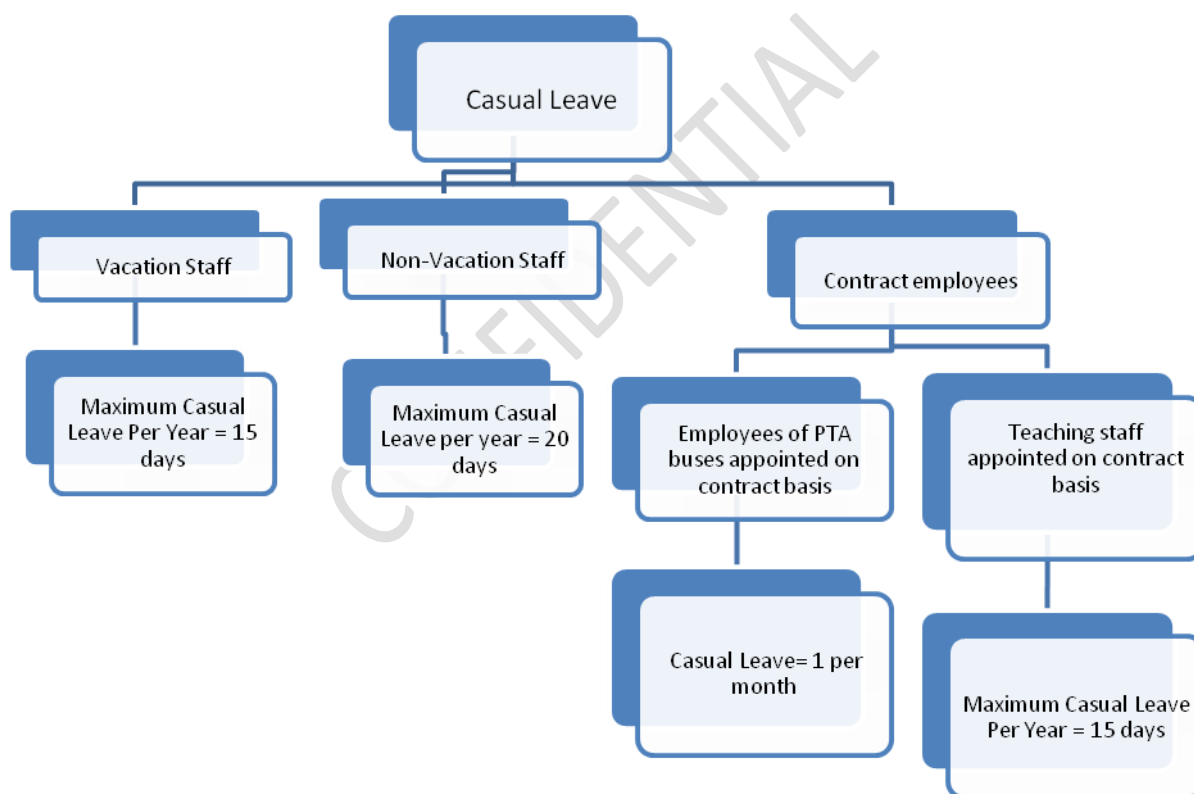 Casual Leave
CONFIDENTIAL
Vacation Staff
Non-Vacation Staff
Contract employees
Maximum Casual
Leave Per Year = 15
days
Maximum Casual
Leave per year = 20
days
Employees of PTA
buses appointed on
contract basis
Teaching staff
appointed on contract
basis
Casual Leave= 1 per
month
Maximum Casual Leave
Per Year = 15 days